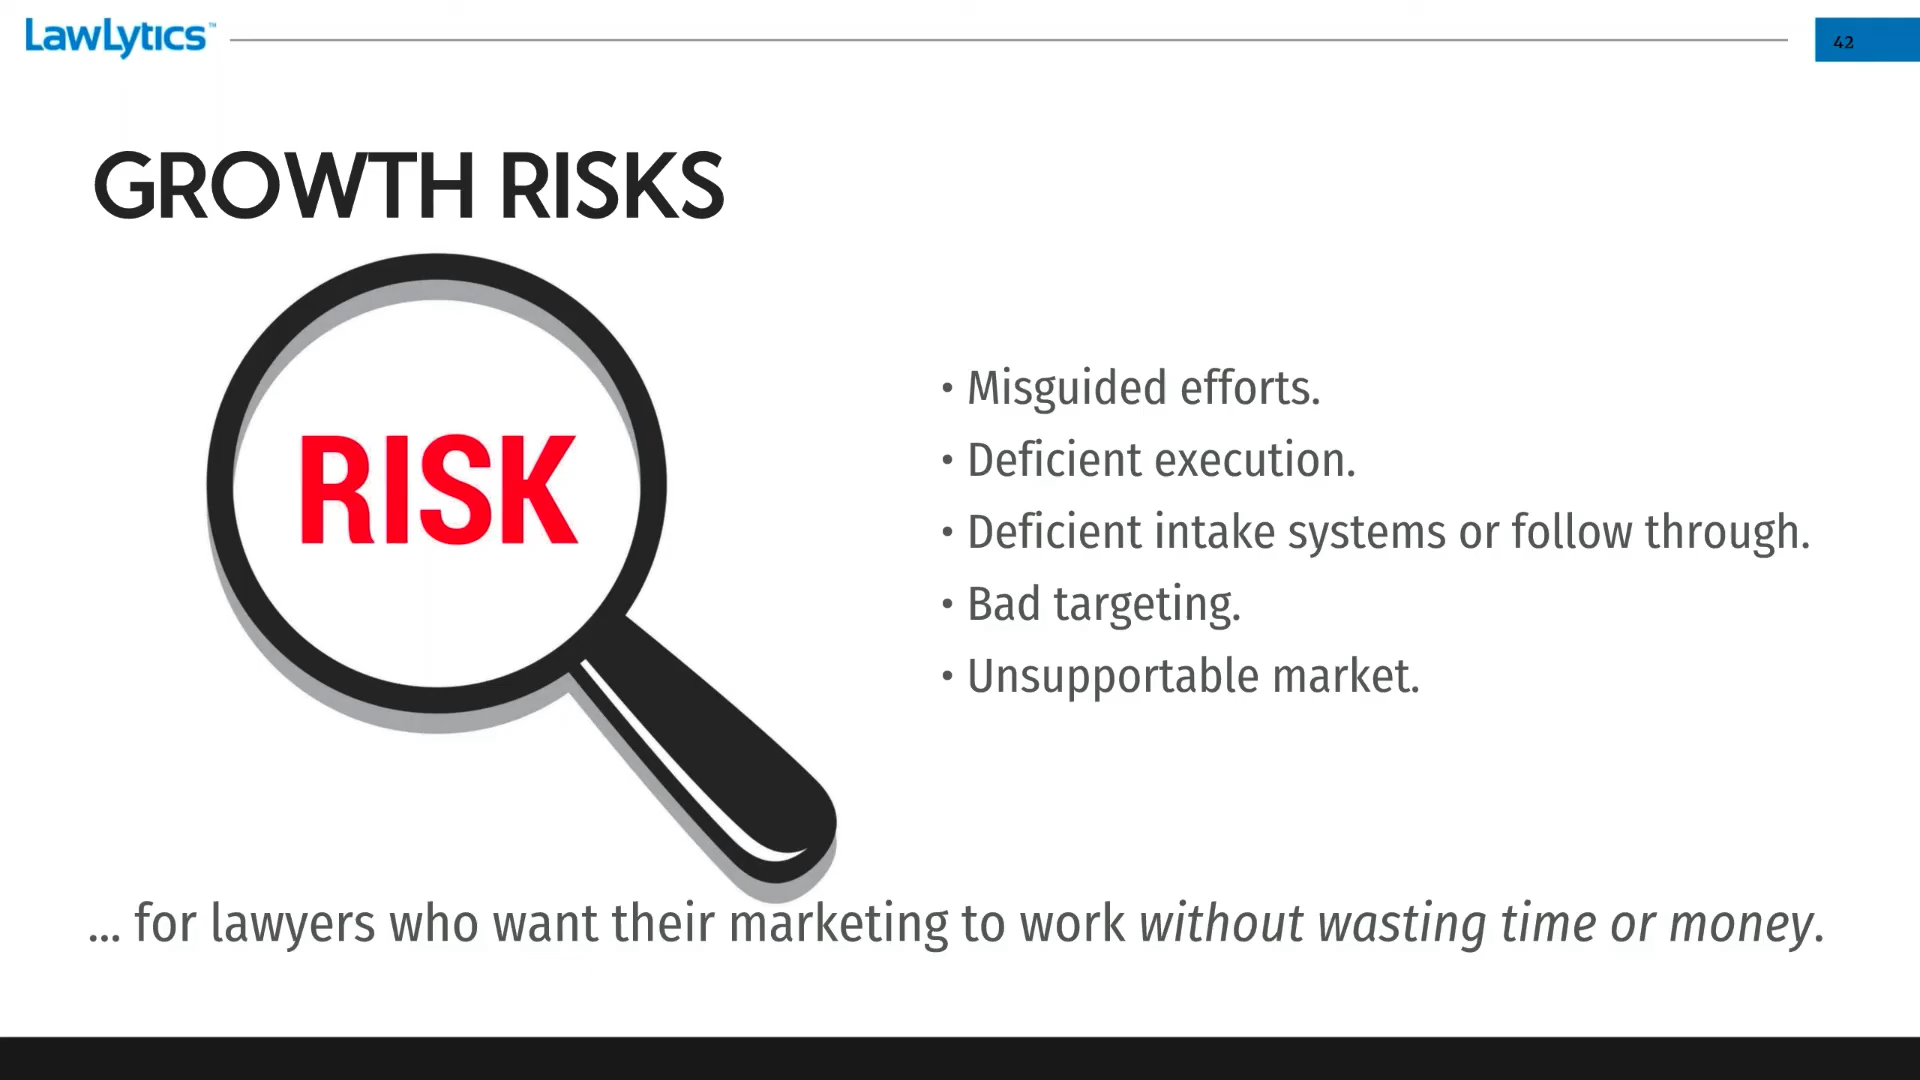 LawLytics™
42
GROWTH RISKS
RISK
• Misguided efforts.
• Deficient execution.
• Deficient intake systems or follow through.
• Bad targeting.
• Unsupportable market.
... for lawyers who want their marketing to work without wasting time or money.